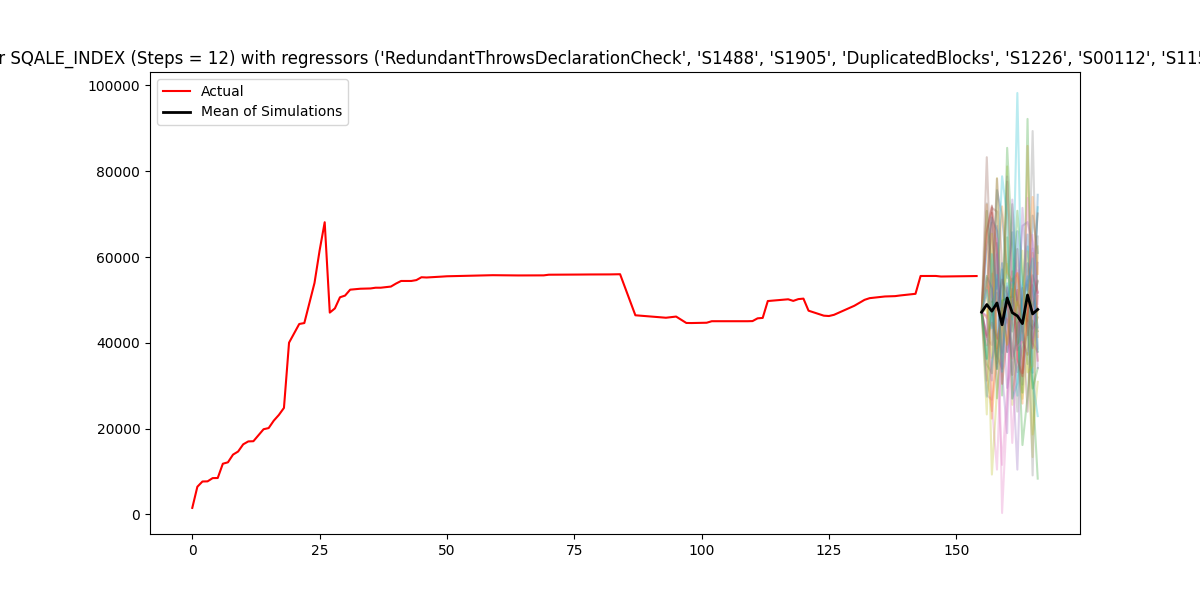 r SQALE_INDEX (Steps = 12) with regressors ('RedundantThrowsDeclarationCheck', 'S1488', 'S1905', 'DuplicatedBlocks', 'S1226', 'S00112', 'S115
Actual
Mean of Simulations
100000
80000
60000
40000
20000
0
0 25 50 75 100 125 150